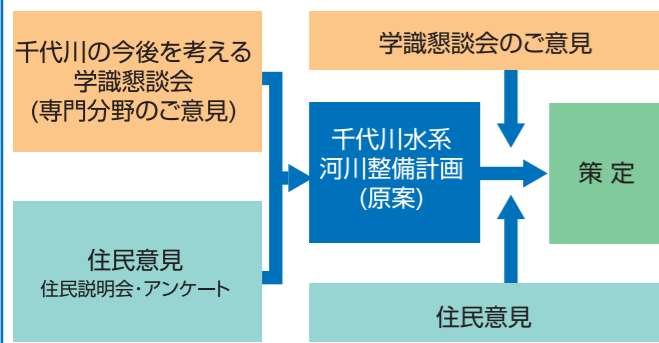 千代川の今後を考える
学識懇談会
(専門分野のご意見)
住民意見
住民説明会・アンケート
千代川水系
河川整備計画
(原案)
学識懇談会のご意見
住民意見
策 定